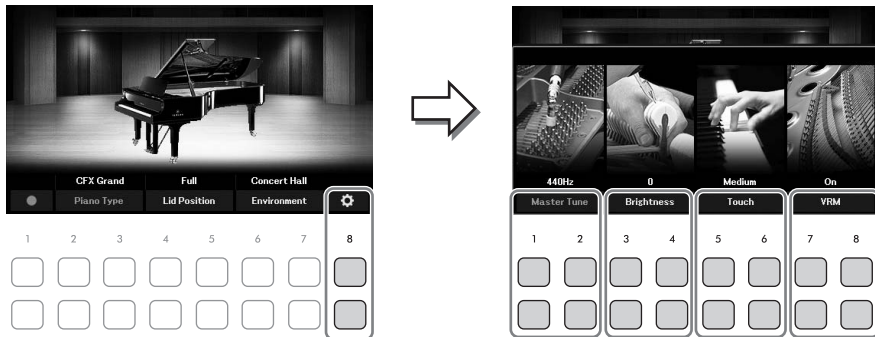 CFX Grand Full Concert Hall
Piano Type Lid Position Environment
1 2 3 4 5 6 7 8
440Hz 0 Medium On
Master Tune Brightness Touch VRM
1 2 3 4 5 6 7 8